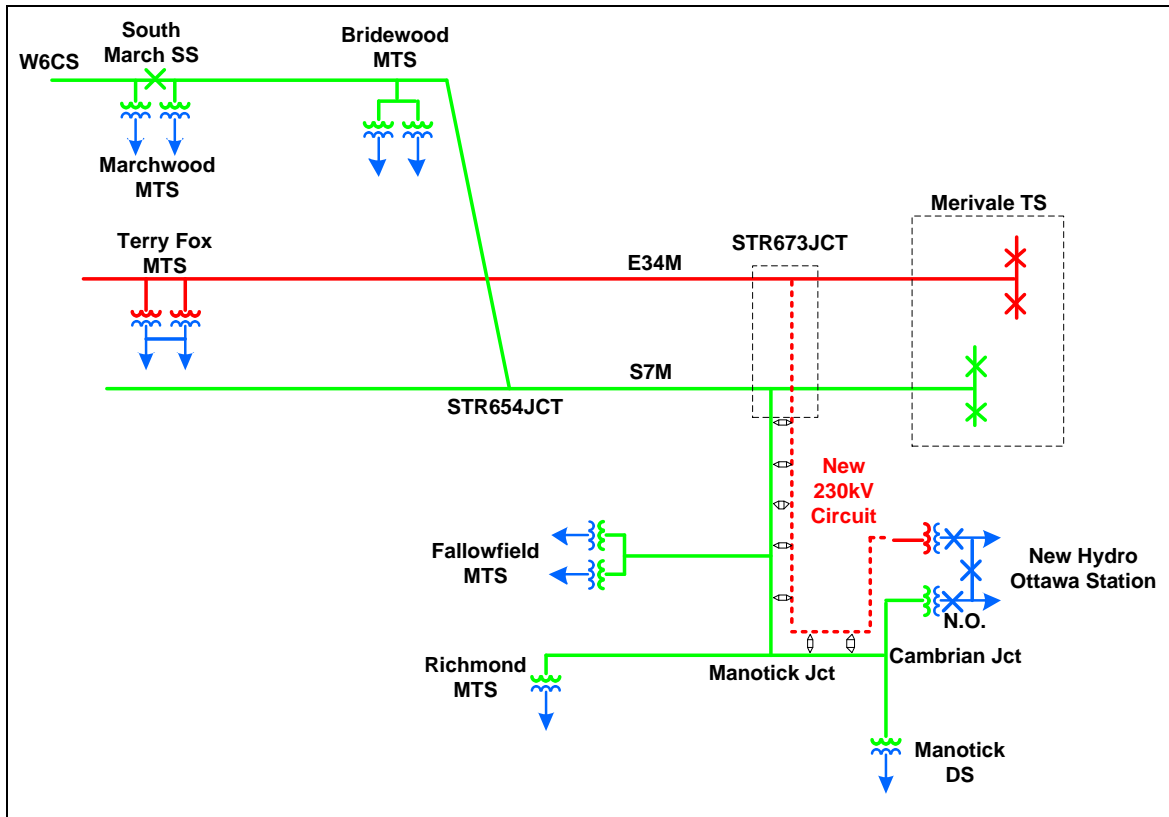 South
March SS
W6CS
Bridewood
MTS
Marchwood
MTS
Merivale TS
Terry Fox
MTS
STR673JCT
E34M
S7M
STR654JCT
New
230kV
Circuit
Fallowfield
MTS
New Hydro
Ottawa Station
N.O.
Richmond
MTS
Manotick Jct
Cambrian Jct
Manotick
DS